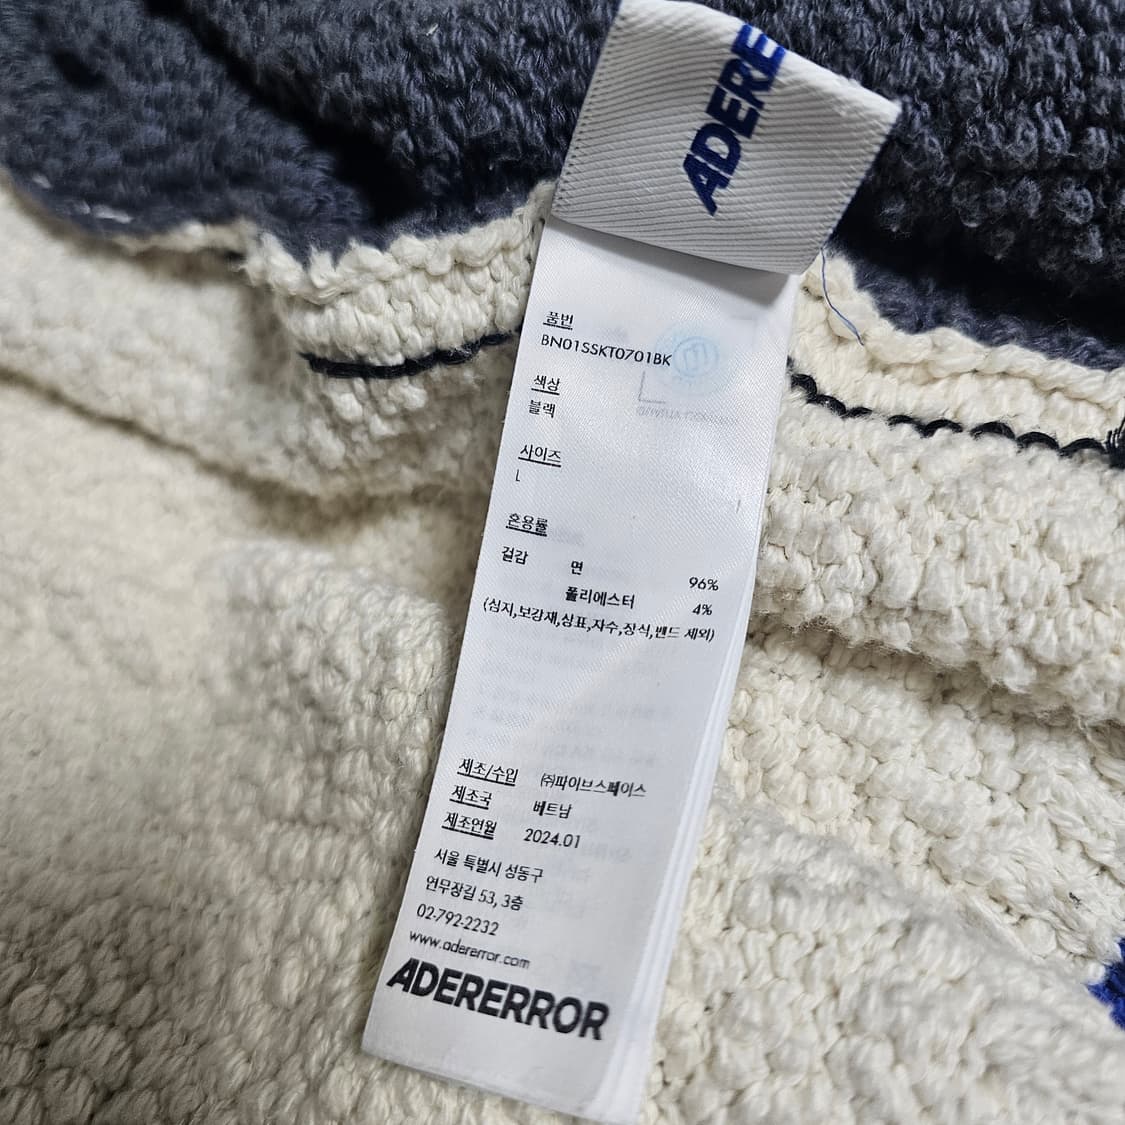 ADERE
품번
BN01SSKT0701BK
색상
블랙
사이즈
L
혼용률
겉감 면 96%
폴리에스터 4%
(심지,보강재,상표,자수,장식,밴드 제외)
제조/수입 ㈜파이브스페이스
제조국 베트남
제조연월 2024.01
서울 특별시 성동구
연무장길 53, 3층
02-792-2232
www.adererror.com
ADERERROR